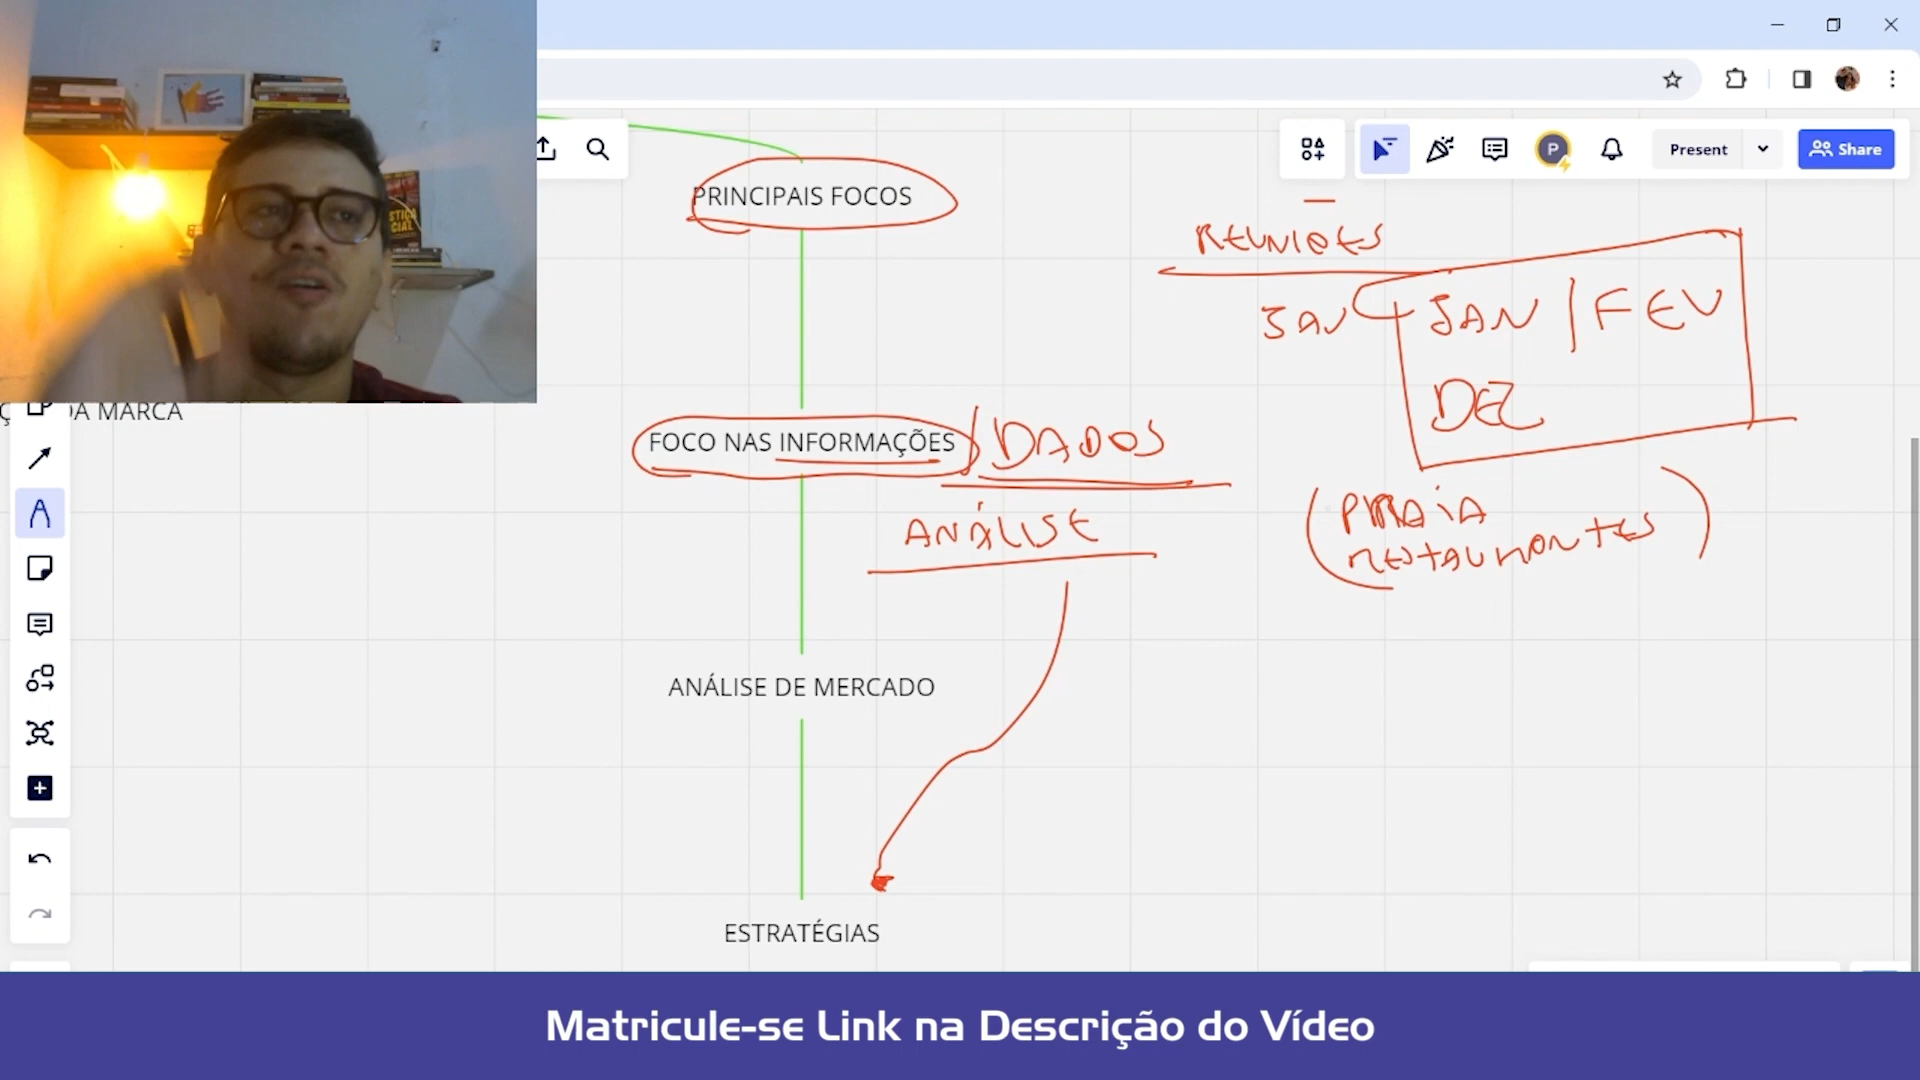 PRINCIPAIS FOCOS
Present
Share
P
REUNIÕES
JAN JAN | FEV
DEZ
DA MARCA
FOCO NAS INFORMAÇÕES / DADOS
ANÁLISE
(PRAIA
RESTAURANTES)
ANÁLISE DE MERCADO
ESTRATÉGIAS
Matricule-se Link na Descrição do Vídeo